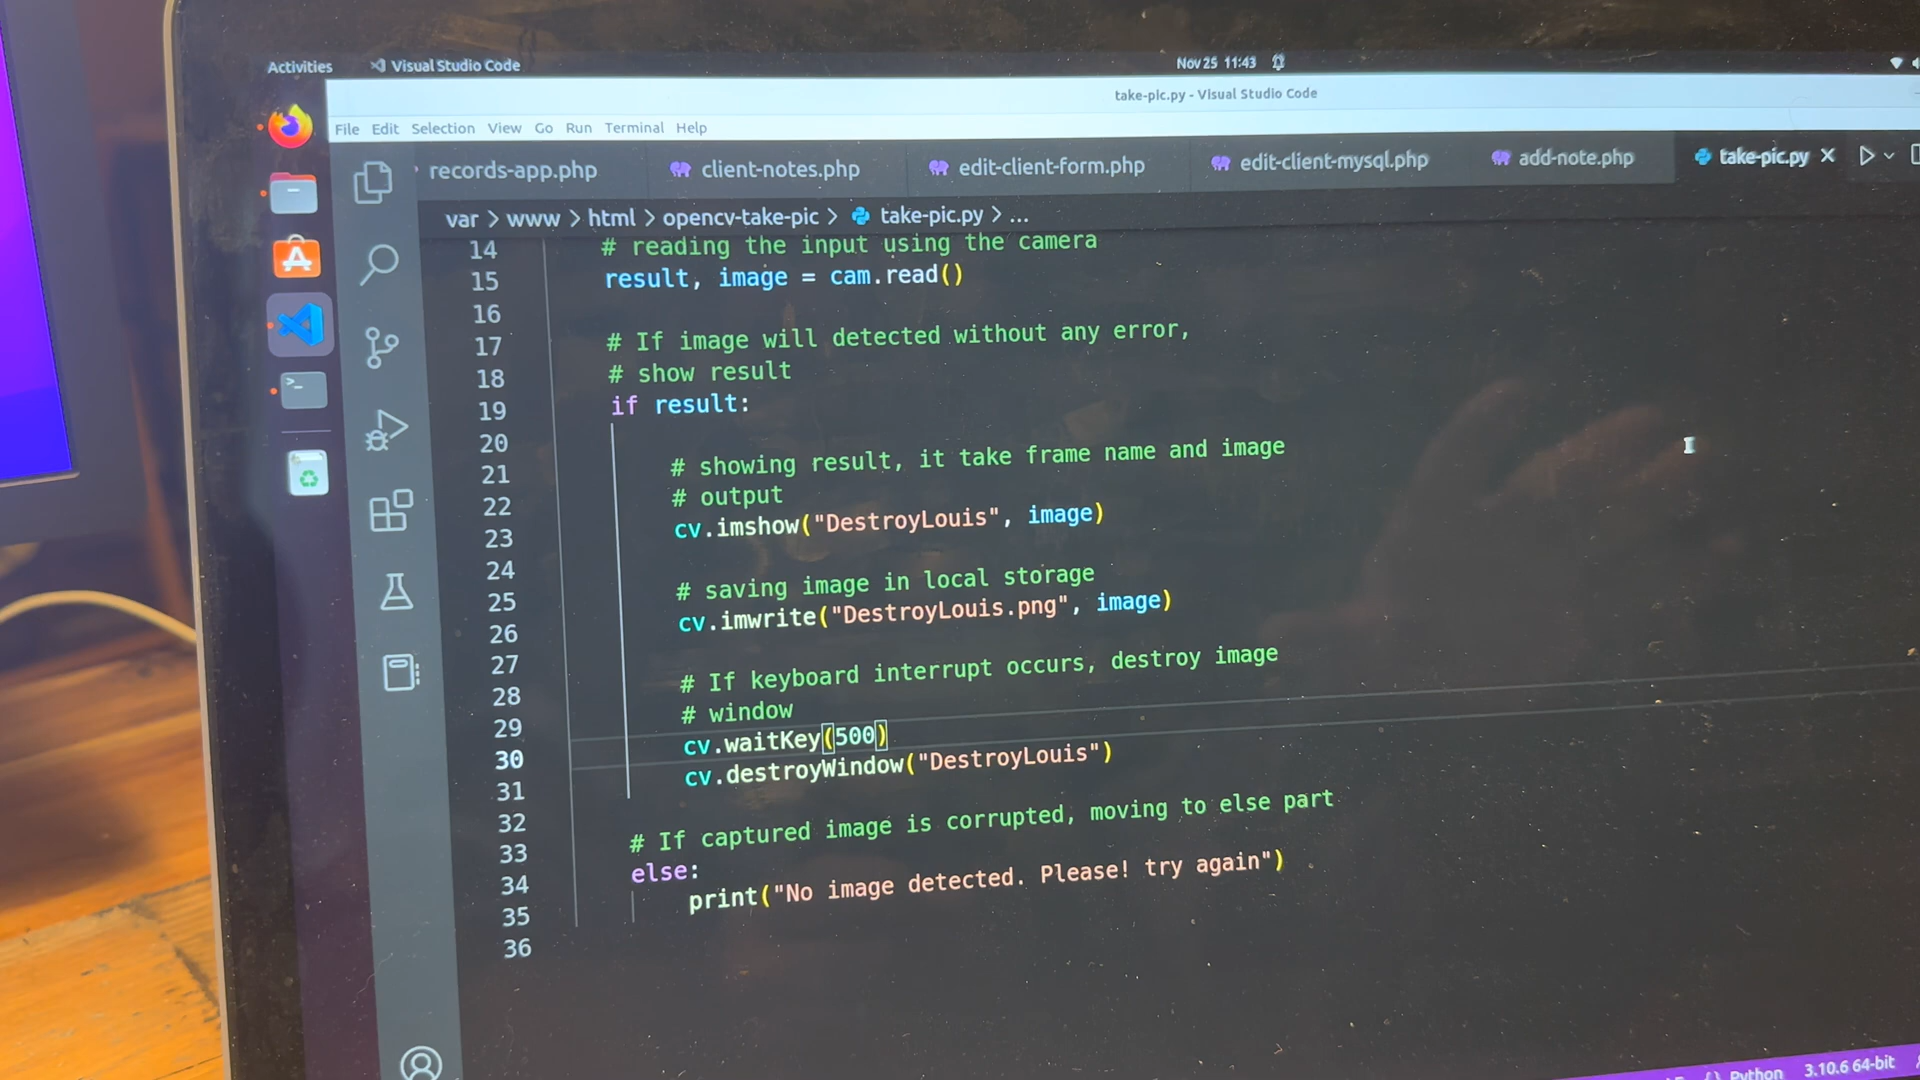 Activities Visual Studio Code Nov 25 11:43
take-pic.py - Visual Studio Code
File Edit Selection View Go Run Terminal Help
records-app.php client-notes.php edit-client-form.php edit-client-mysql.php add-note.php take-pic.py
var > www > html > opencv-take-pic > take-pic.py > ...
14 # reading the input using the camera
15 result, image = cam.read()
16
17 # If image will detected without any error,
18 # show result
19 if result:
20
21 # showing result, it take frame name and image
22 # output
23 cv.imshow("DestroyLouis", image)
24
25 # saving image in local storage
26 cv.imwrite("DestroyLouis.png", image)
27
28 # If keyboard interrupt occurs, destroy image
29 # window
30 cv.waitKey(500)
31 cv.destroyWindow("DestroyLouis")
32
33 # If captured image is corrupted, moving to else part
34 else:
35 print("No image detected. Please! try again")
36
Python 3.10.6 64-bit